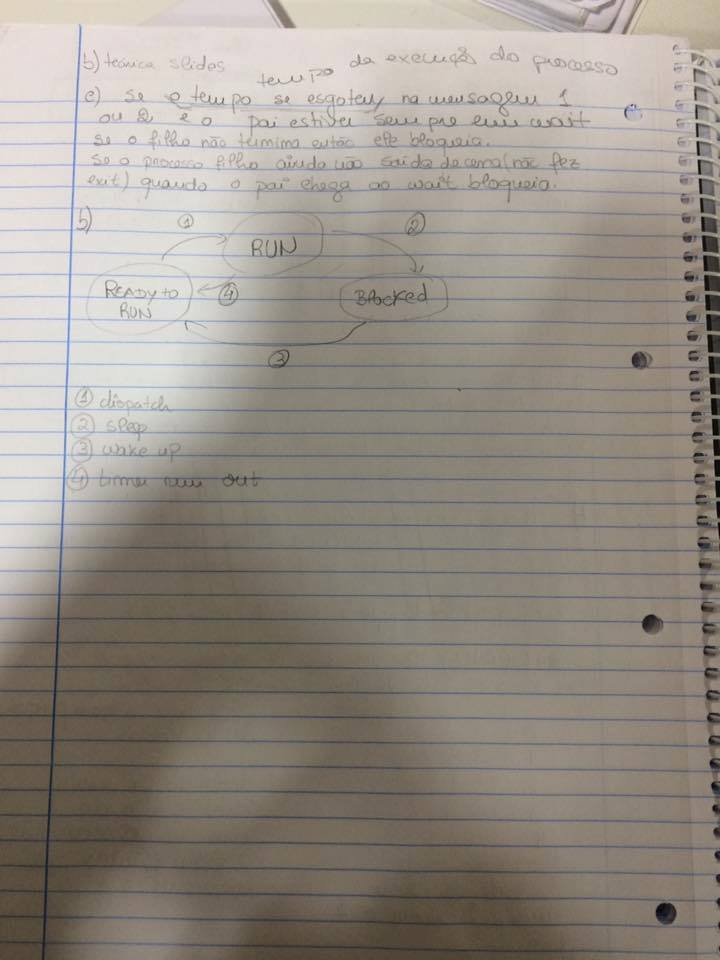 b) teórica slides
tempo da execução do processo
c) se o tempo se esgotou na mensagem 1
ou 2 e o pai estiver sempre em wait
se o filho não termina então ele bloqueia.
Se o processo filho ainda não saiu de cena (não fez
exit) quando o pai chega ao wait bloqueia.
b)
① ②
RUN
READY to
RUN
④
Blocked
③
① dispatch
② sleep
③ wake up
④ timer run out